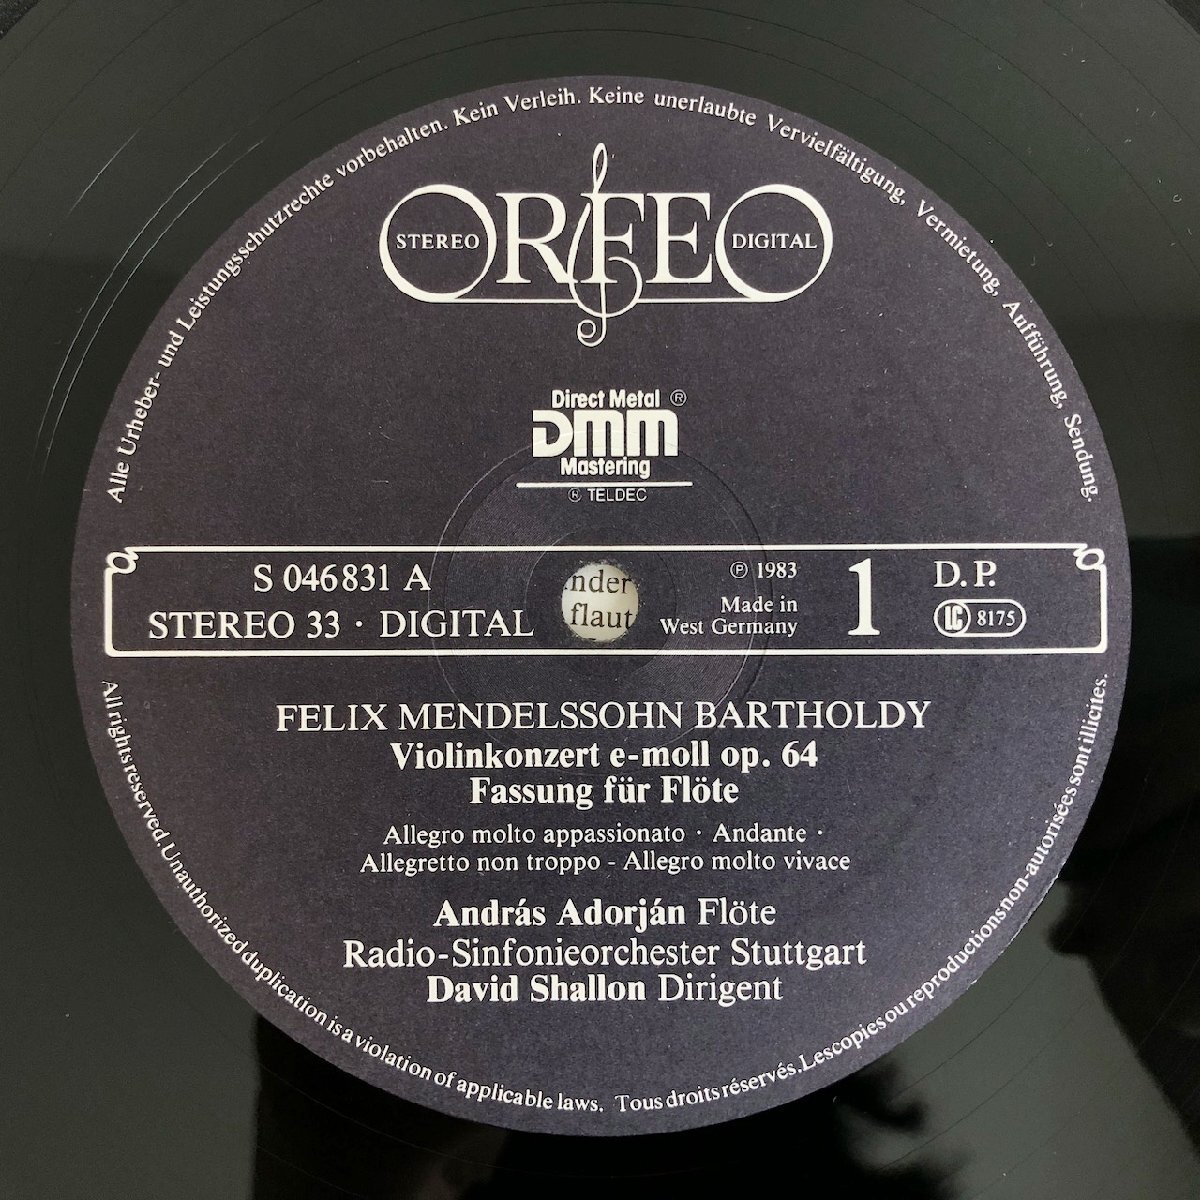 Alle Urheber- und Leistungsschutzrechte vorbehalten. Kein Verleih. Keine unerlaubte Vervielfältigung, Vermietung, Aufführung, Sendung.
ORFEO
STEREO
DIGITAL
Direct Metal ®
DMM
Mastering
® TELDEC
S 046831 A
STEREO 33 · DIGITAL
nder
flaut
℗ 1983
Made in
West Germany
1
D.P.
LC 8175
FELIX MENDELSSOHN BARTHOLDY
Violinkonzert e-moll op. 64
Fassung für Flöte
Allegro molto appassionato · Andante ·
Allegretto non troppo - Allegro molto vivace
András Adorján Flöte
Radio-Sinfonieorchester Stuttgart
David Shallon Dirigent
All rights reserved. Unauthorized duplication is a violation of applicable laws. Tous droits réservés. Les copies ou reproductions non-autorisées sont illicites.